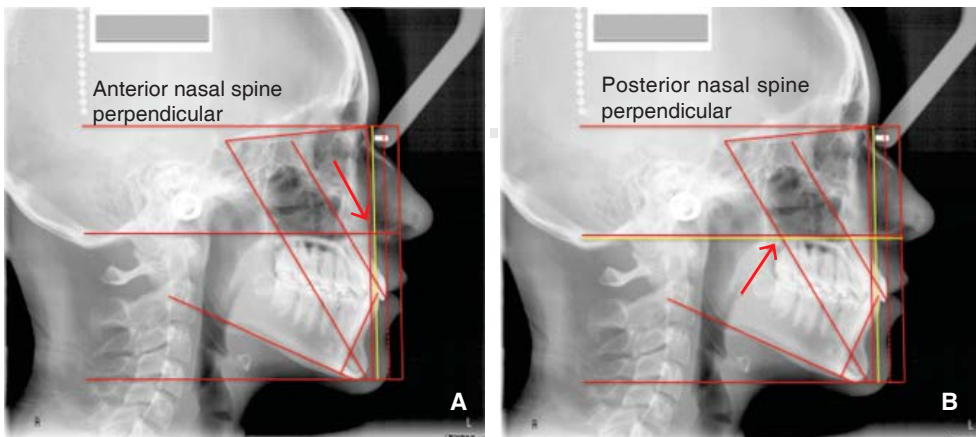 Anterior nasal spine
perpendicular
A
Posterior nasal spine
perpendicular
B